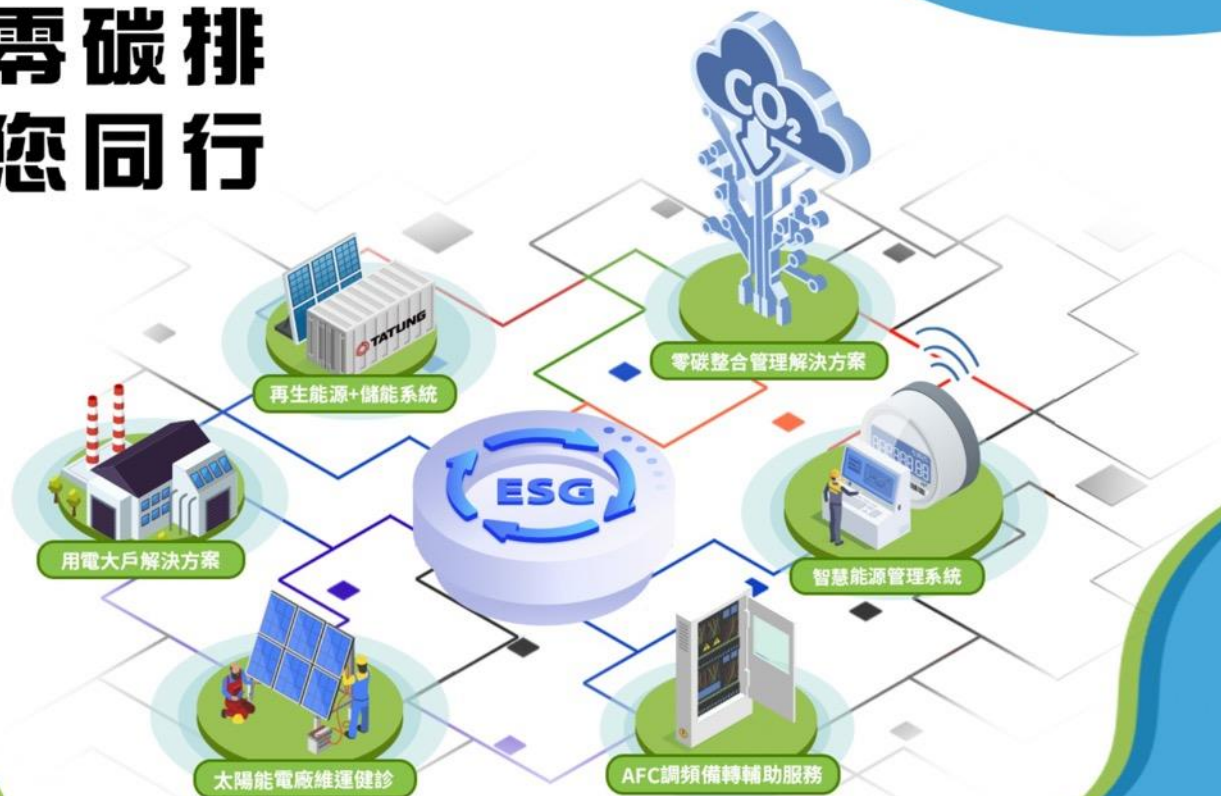 零碳排
您同行
CO2
TATUNG
零碳整合管理解決方案
再生能源+儲能系統
ESG
用電大戶解決方案
智慧能源管理系統
太陽能電廠維運健診
AFC調頻備轉輔助服務